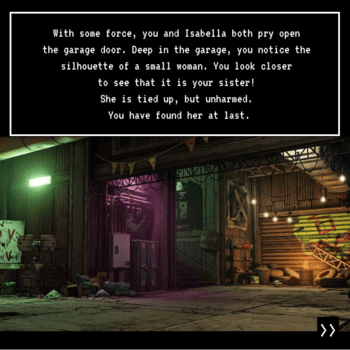 With some force, you and Isabella both pry open
the garage door. Deep in the garage, you notice the
silhouette of a small woman. You look closer
to see that it is your sister!
She is tied up, but unharmed.
You have found her at last.